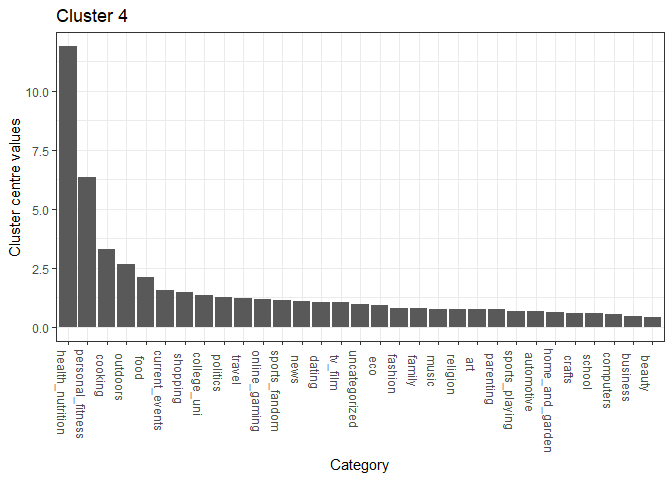 Cluster 4
Cluster centre values
10.0
7.5
5.0
2.5
0.0
health_nutrition
personal_fitness
cooking
outdoors
food
current_events
shopping
college_uni
politics
travel
online_gaming
sports_fandom
news
dating
tv_film
uncategorized
eco
fashion
family
music
religion
art
parenting
sports_playing
automotive
home_and_garden
crafts
school
computers
business
beauty
Category